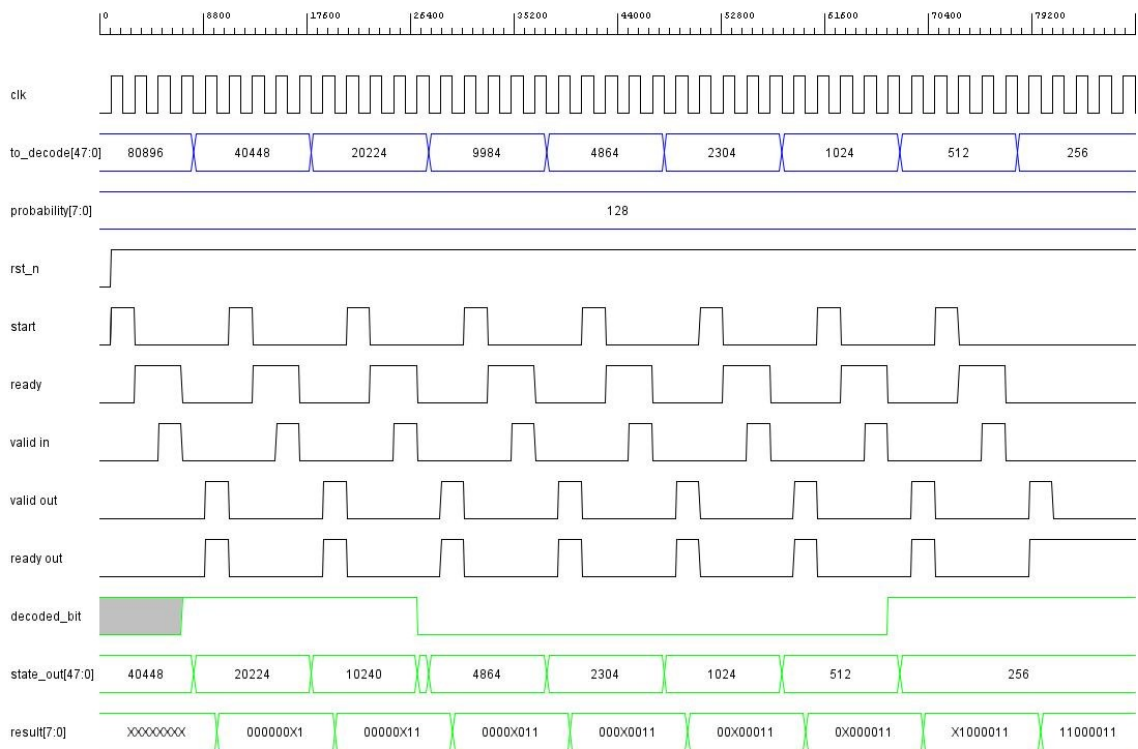 0 8800 17600 26400 35200 44000 52800 61600 70400 79200
clk
to_decode[47:0] 80896 40448 20224 9984 4864 2304 1024 512 256
probability[7:0] 128
rst_n
start
ready
valid in
valid out
ready out
decoded_bit
state_out[47:0] 40448 20224 10240 4864 2304 1024 512 256
result[7:0] XXXXXXXX 000000X1 00000X11 0000X011 000X0011 00X00011 0X000011 X1000011 11000011